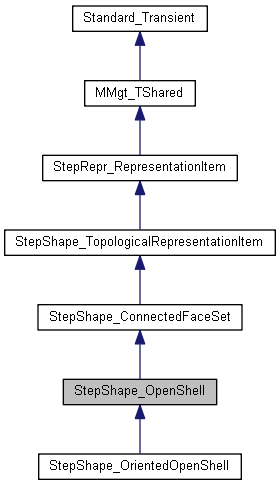 Standard_Transient
MMgt_TShared
StepRepr_RepresentationItem
StepShape_TopologicalRepresentationItem
StepShape_ConnectedFaceSet
StepShape_OpenShell
StepShape_OrientedOpenShell